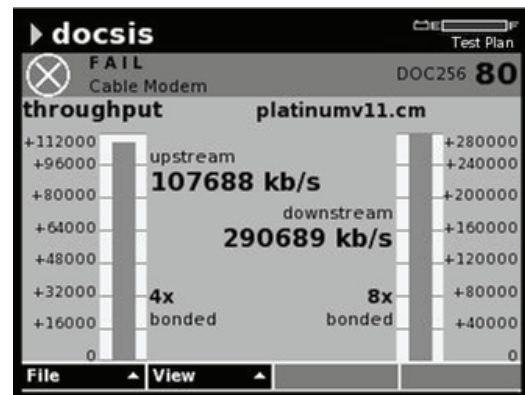 docsis
E F
Test Plan
FAIL
Cable Modem
DOC256 80
throughput platinumv11.cm
+112000
+96000
+80000
+64000
+48000
+32000
+16000
0
upstream
107688 kb/s
downstream
290689 kb/s
4x
bonded
8x
bonded
+280000
+240000
+200000
+160000
+120000
+80000
+40000
0
File View